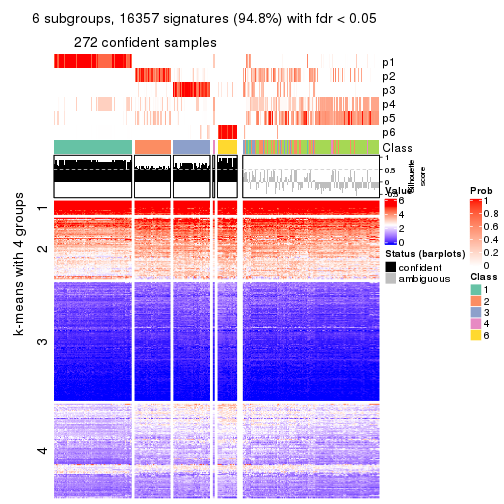 6 subgroups, 16357 signatures (94.8%) with fdr < 0.05
272 confident samples
p1
p2
p3
p4
p5
p6
Class
1
0.5
0
-0.5
Silhouette
score
k-means with 4 groups
1
2
3
4
Value
6
4
2
0
Status (barplots)
confident
ambiguous
Prob
1
0.8
0.6
0.4
0.2
0
Class
1
2
3
4
6